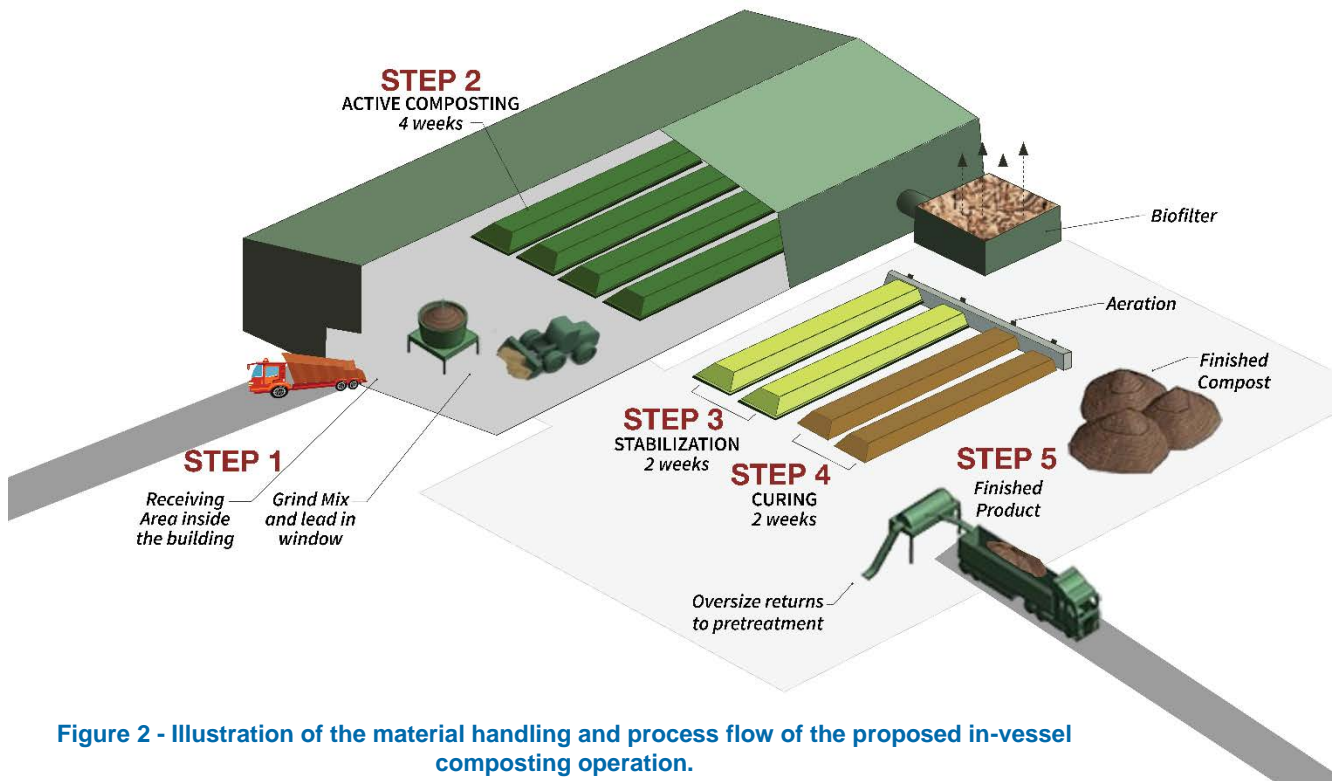 STEP 2
ACTIVE COMPOSTING
4 weeks
Biofilter
Aeration
Finished
Compost
STEP 1
Receiving
Area inside
the building
Grind Mix
and lead in
window
STEP 3
STABILIZATION
2 weeks
STEP 4
CURING
2 weeks
STEP 5
Finished
Product
Oversize returns
to pretreatment
Figure 2 - Illustration of the material handling and process flow of the proposed in-vessel
composting operation.